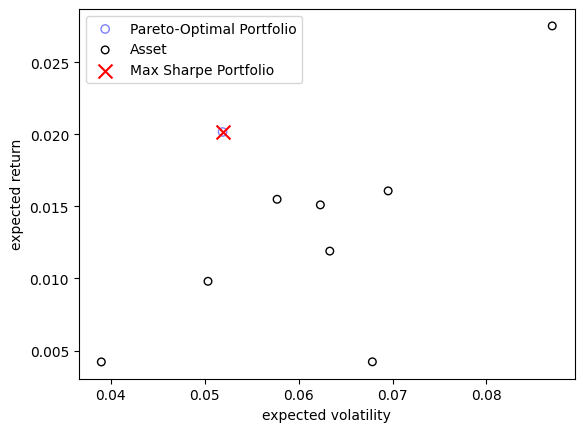 Pareto-Optimal Portfolio
Asset
Max Sharpe Portfolio
0.025
0.020
0.015
0.010
0.005
expected return
0.04 0.05 0.06 0.07 0.08
expected volatility